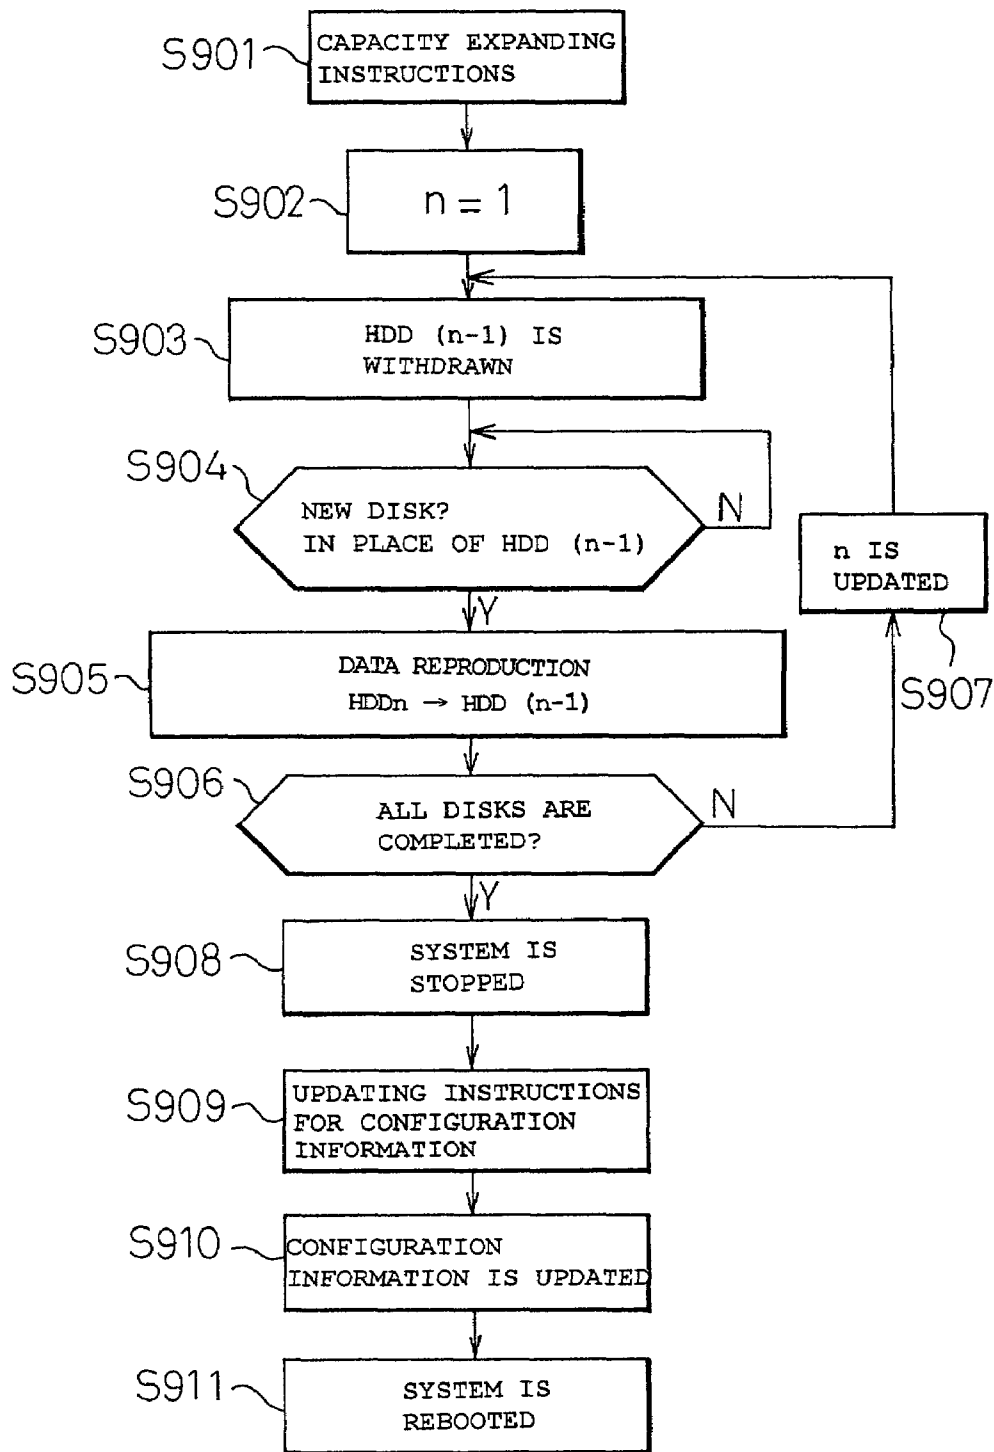 S901
CAPACITY EXPANDING
INSTRUCTIONS
S902
n = 1
S903
HDD (n-1) IS
WITHDRAWN
S904
NEW DISK?
IN PLACE OF HDD (n-1)
N
Y
n IS
UPDATED
S907
S905
DATA REPRODUCTION
HDDn → HDD (n-1)
S906
ALL DISKS ARE
COMPLETED?
N
Y
S908
SYSTEM IS
STOPPED
S909
UPDATING INSTRUCTIONS
FOR CONFIGURATION
INFORMATION
S910
CONFIGURATION
INFORMATION IS UPDATED
S911
SYSTEM IS
REBOOTED